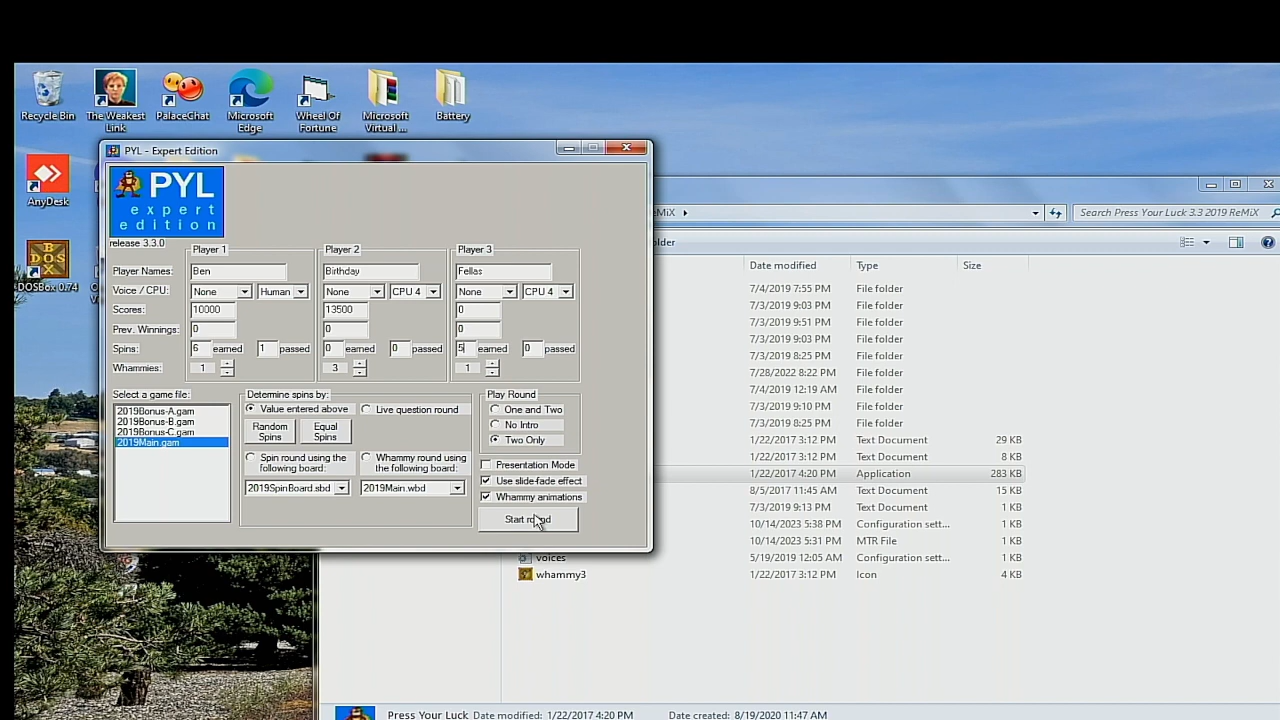 Recycle Bin
The Weakest Link
PalaceChat
Microsoft Edge
Wheel Of Fortune
Microsoft Virtual ...
Battery
AnyDesk
DOSBox 0.74
PYL - Expert Edition
PYL
expert
edition
release 3.3.0
Player 1
Player 2
Player 3
Player Names:
Ben
Birthday
Fellas
Voice / CPU:
None
Human
None
CPU 4
None
CPU 4
Scores:
10000
13500
0
Prev. Winnings:
0
0
0
Spins:
6 earned
1 passed
0 earned
0 passed
5 earned
0 passed
Whammies:
1
3
1
Select a game file:
2019Bonus-A.gam
2019Bonus-B.gam
2019Bonus-C.gam
2019Main.gam
Determine spins by:
Value entered above
Live question round
Random Spins
Equal Spins
Spin round using the
following board:
Whammy round using
the following board:
2019SpinBoard.sbd
2019Main.wbd
Play Round
One and Two
No Intro
Two Only
Presentation Mode
Use slide-fade effect
Whammy animations
Start round
eMiX
Search Press Your Luck 3.3 2019 ReMiX
older
Date modified
Type
Size
7/4/2019 7:55 PM File folder
7/3/2019 9:03 PM File folder
7/3/2019 9:51 PM File folder
7/3/2019 9:03 PM File folder
7/3/2019 8:25 PM File folder
7/28/2022 8:22 PM File folder
7/4/2019 12:19 AM File folder
7/3/2019 9:10 PM File folder
7/3/2019 8:25 PM File folder
1/22/2017 3:12 PM Text Document 29 KB
1/22/2017 3:12 PM Text Document 8 KB
1/22/2017 4:20 PM Application 283 KB
8/5/2017 11:45 AM Text Document 15 KB
7/3/2019 9:13 PM Text Document 1 KB
10/14/2023 5:38 PM Configuration sett... 1 KB
10/14/2023 5:31 PM MTR File 1 KB
voices 5/19/2019 12:05 AM Configuration sett... 1 KB
whammy3 1/22/2017 3:12 PM Icon 4 KB
Press Your Luck Date modified: 1/22/2017 4:20 PM Date created: 8/19/2020 11:47 AM